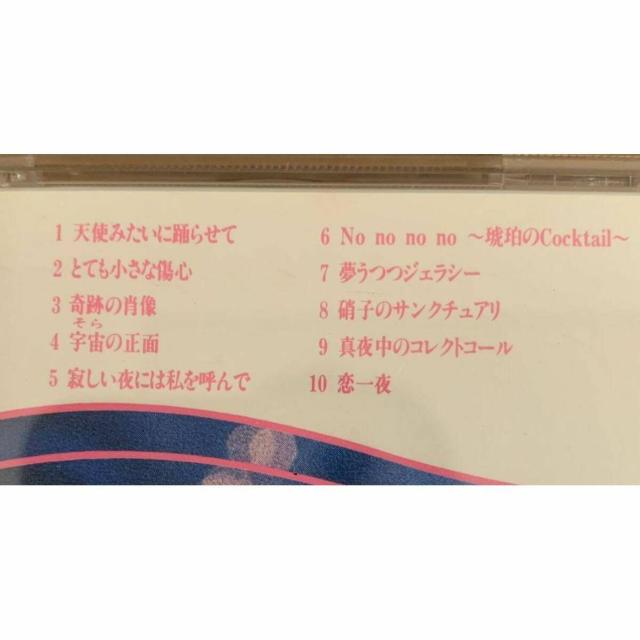 1 天使みたいに踊らせて
2 とても小さな傷心
3 奇跡の肖像
そら
4 宇宙の正面
5 寂しい夜には私を呼んで
6 No no no no ～琥珀のCocktail～
7 夢うつつジェラシー
8 硝子のサンクチュアリ
9 真夜中のコレクトコール
10 恋一夜